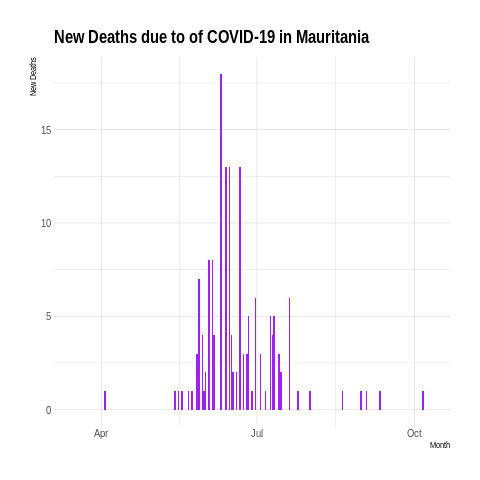 New Deaths due to of COVID-19 in Mauritania
New Deaths
15
10
5
0
Apr
Jul
Oct
Month